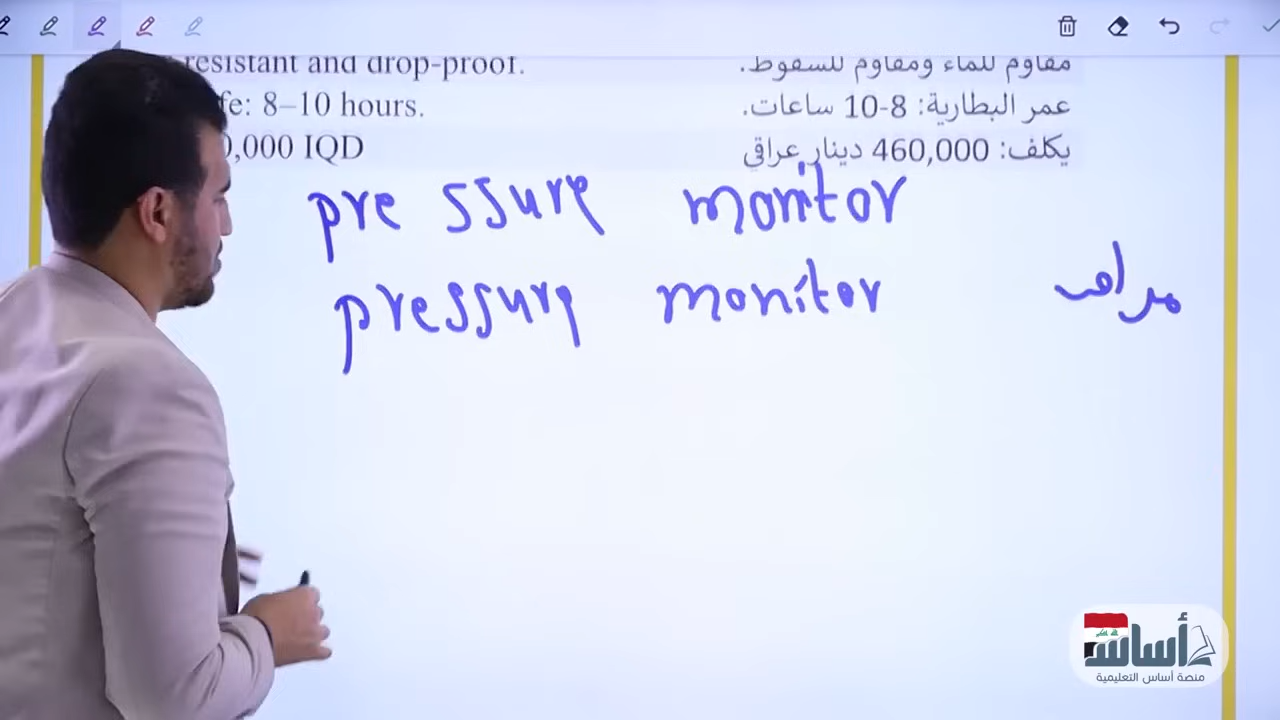 resistant and drop-proof.
مقاوم للماء ومقاوم للسقوط.
fe: 8–10 hours.
عمر البطارية: 8-10 ساعات.
0,000 IQD
يكلف: 460,000 دينار عراقي
pre ssure monitor
pressure monitor
أساس
منصة أساس التعليمية